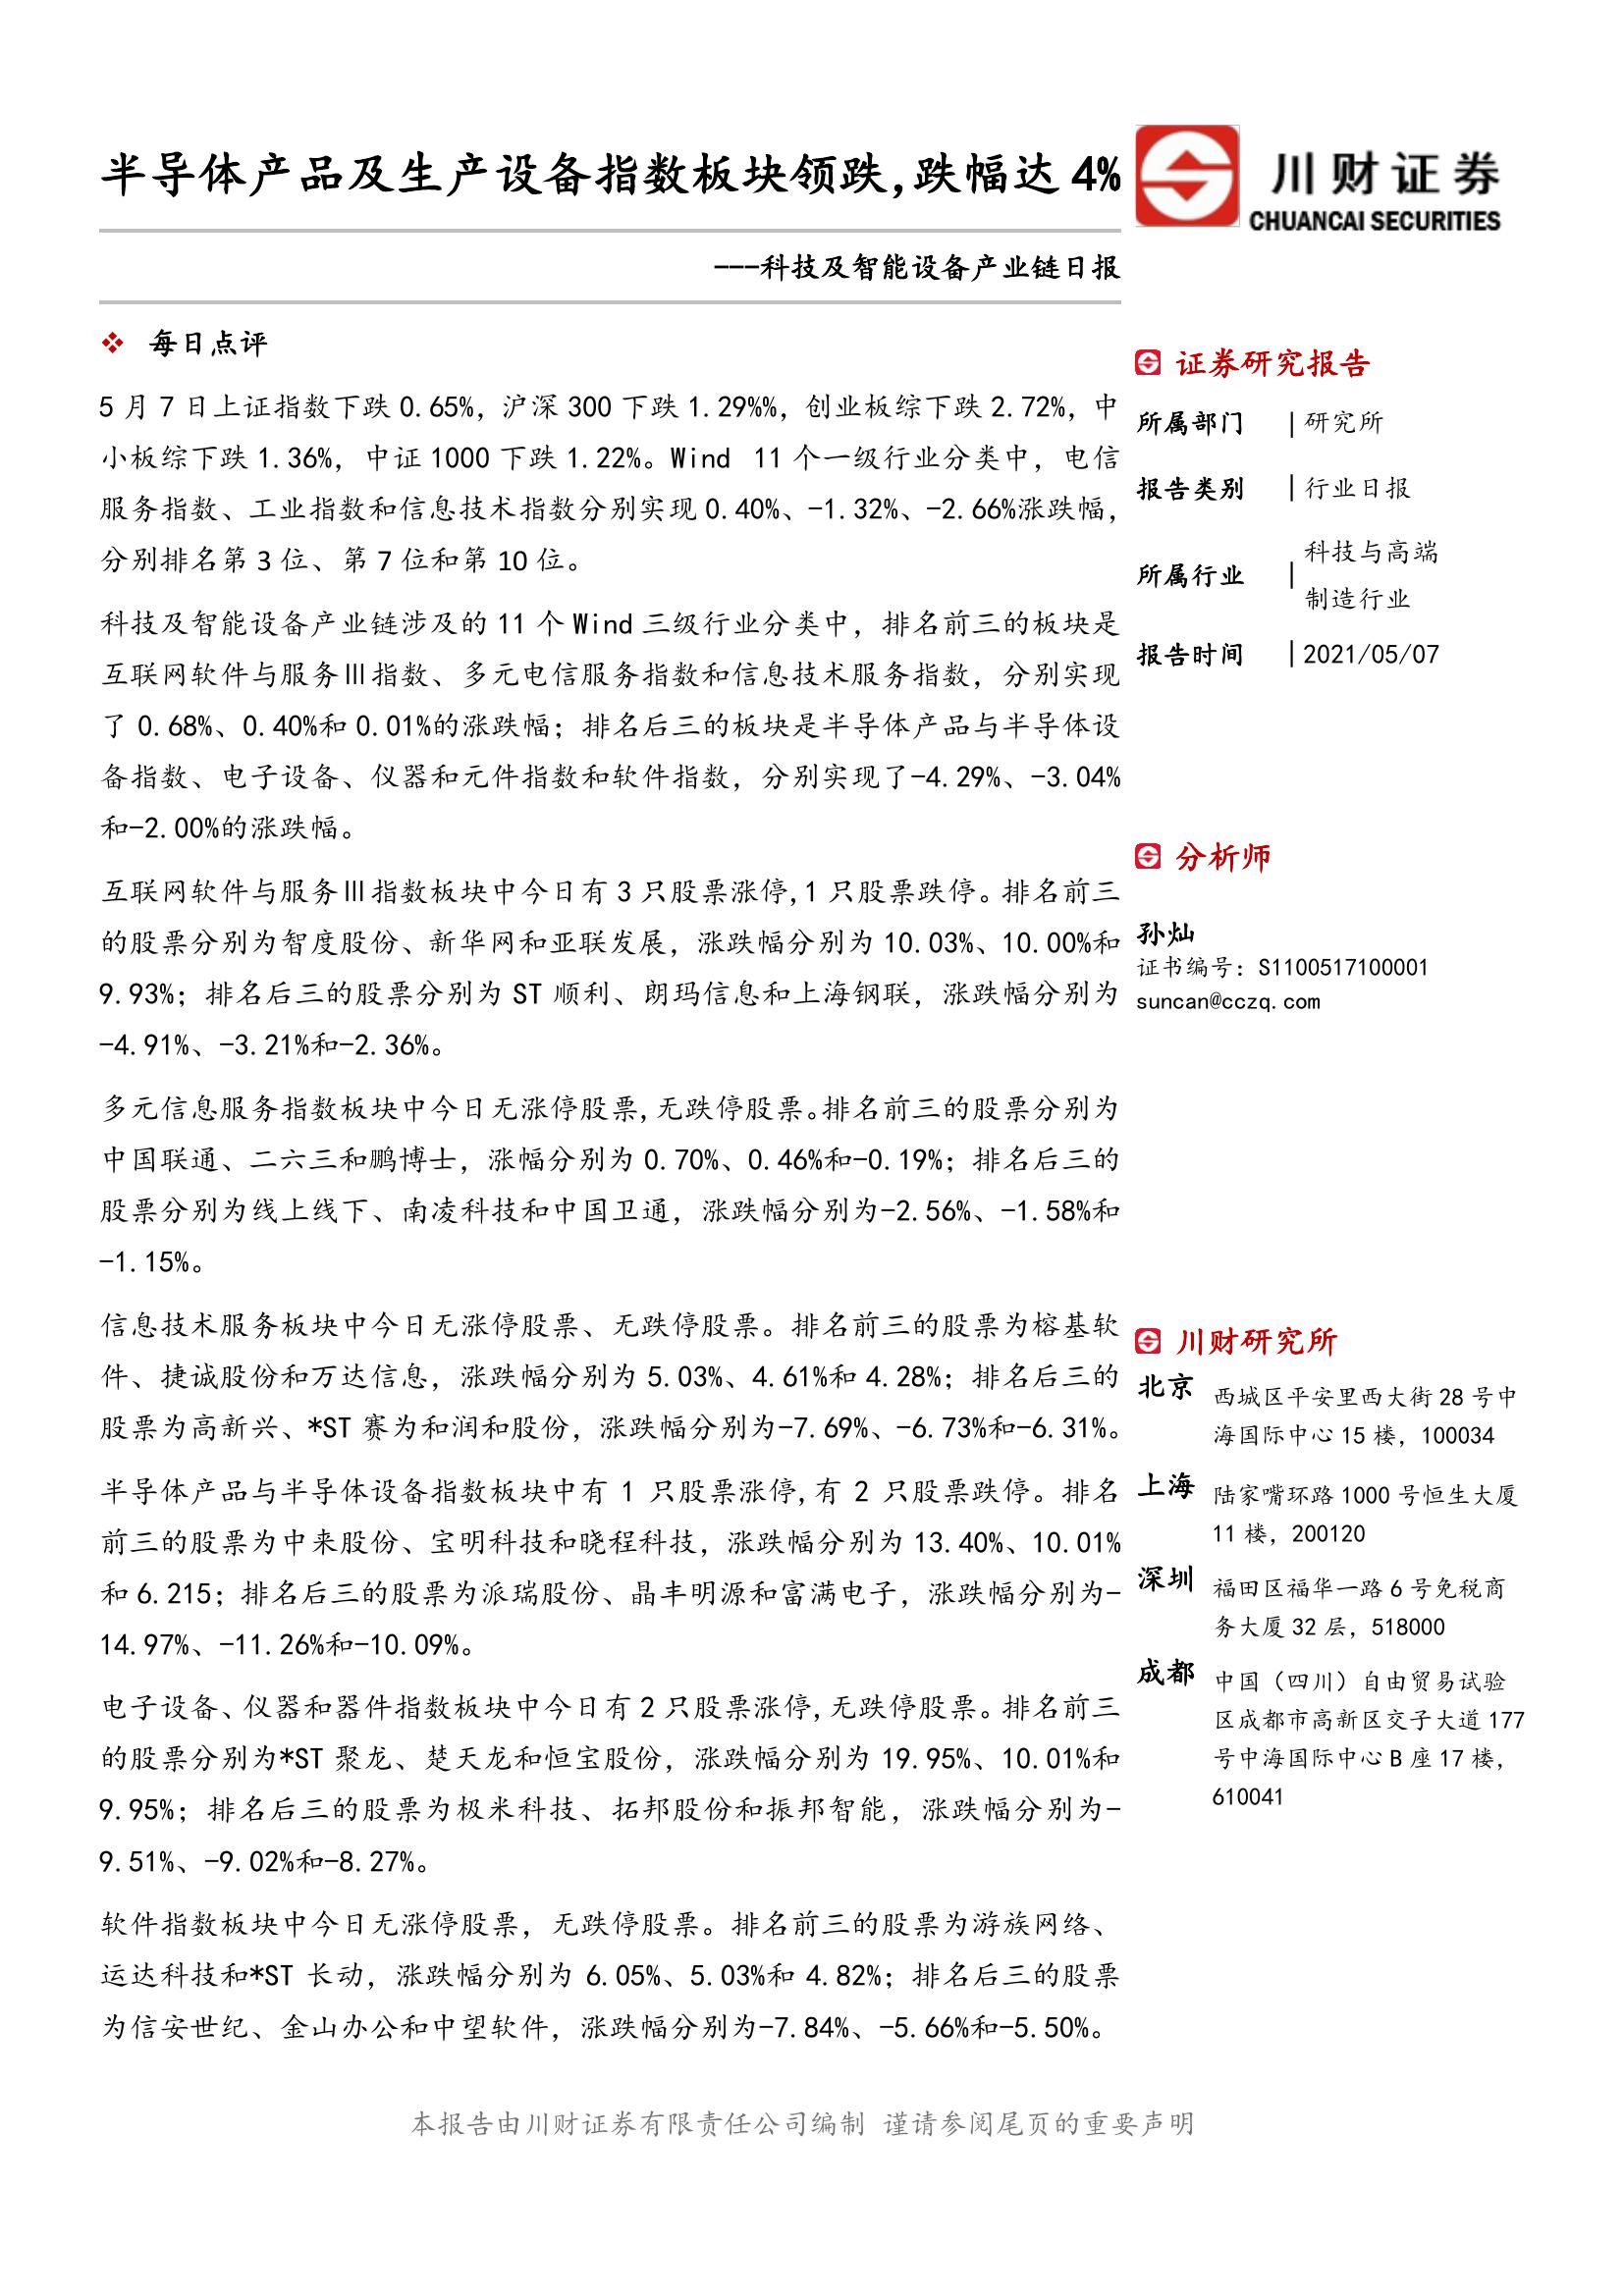 半导体产品及生产设备指数板块领跌,跌幅达 4%
川财证券
CHUANCAI SECURITIES
---科技及智能设备产业链日报
每日点评
5 月 7 日上证指数下跌 0.65%，沪深 300 下跌 1.29%%，创业板综下跌 2.72%，中
小板综下跌 1.36%，中证 1000 下跌 1.22%。Wind 11 个一级行业分类中，电信
服务指数、工业指数和信息技术指数分别实现 0.40%、-1.32%、-2.66%涨跌幅，
分别排名第 3 位、第 7 位和第 10 位。
科技及智能设备产业链涉及的 11 个 Wind 三级行业分类中，排名前三的板块是
互联网软件与服务Ⅲ指数、多元电信服务指数和信息技术服务指数，分别实现
了 0.68%、0.40%和 0.01%的涨跌幅；排名后三的板块是半导体产品与半导体设
备指数、电子设备、仪器和元件指数和软件指数，分别实现了-4.29%、-3.04%
和-2.00%的涨跌幅。
互联网软件与服务Ⅲ指数板块中今日有 3 只股票涨停,1 只股票跌停。排名前三
的股票分别为智度股份、新华网和亚联发展，涨跌幅分别为 10.03%、10.00%和
9.93%；排名后三的股票分别为 ST 顺利、朗玛信息和上海钢联，涨跌幅分别为
-4.91%、-3.21%和-2.36%。
多元信息服务指数板块中今日无涨停股票,无跌停股票。排名前三的股票分别为
中国联通、二六三和鹏博士，涨幅分别为 0.70%、0.46%和-0.19%；排名后三的
股票分别为线上线下、南凌科技和中国卫通，涨跌幅分别为-2.56%、-1.58%和
-1.15%。
信息技术服务板块中今日无涨停股票、无跌停股票。排名前三的股票为榕基软
件、捷诚股份和万达信息，涨跌幅分别为 5.03%、4.61%和 4.28%；排名后三的
股票为高新兴、*ST 赛为和润和股份，涨跌幅分别为-7.69%、-6.73%和-6.31%。
半导体产品与半导体设备指数板块中有 1 只股票涨停,有 2 只股票跌停。排名
前三的股票为中来股份、宝明科技和晓程科技，涨跌幅分别为 13.40%、10.01%
和 6.215；排名后三的股票为派瑞股份、晶丰明源和富满电子，涨跌幅分别为-
14.97%、-11.26%和-10.09%。
电子设备、仪器和器件指数板块中今日有 2 只股票涨停,无跌停股票。排名前三
的股票分别为*ST 聚龙、楚天龙和恒宝股份，涨跌幅分别为 19.95%、10.01%和
9.95%；排名后三的股票为极米科技、拓邦股份和振邦智能，涨跌幅分别为-
9.51%、-9.02%和-8.27%。
软件指数板块中今日无涨停股票，无跌停股票。排名前三的股票为游族网络、
运达科技和*ST 长动，涨跌幅分别为 6.05%、5.03%和 4.82%；排名后三的股票
为信安世纪、金山办公和中望软件，涨跌幅分别为-7.84%、-5.66%和-5.50%。
证券研究报告
所属部门 | 研究所
报告类别 | 行业日报
所属行业 | 科技与高端
制造行业
报告时间 | 2021/05/07
分析师
孙灿
证书编号：S1100517100001
suncan@cczq.com
川财研究所
北京 西城区平安里西大街 28 号中
海国际中心 15 楼，100034
上海 陆家嘴环路 1000 号恒生大厦
11 楼，200120
深圳 福田区福华一路 6 号免税商
务大厦 32 层，518000
成都 中国（四川）自由贸易试验
区成都市高新区交子大道 177
号中海国际中心 B 座 17 楼，
610041
本报告由川财证券有限责任公司编制 谨请参阅尾页的重要声明